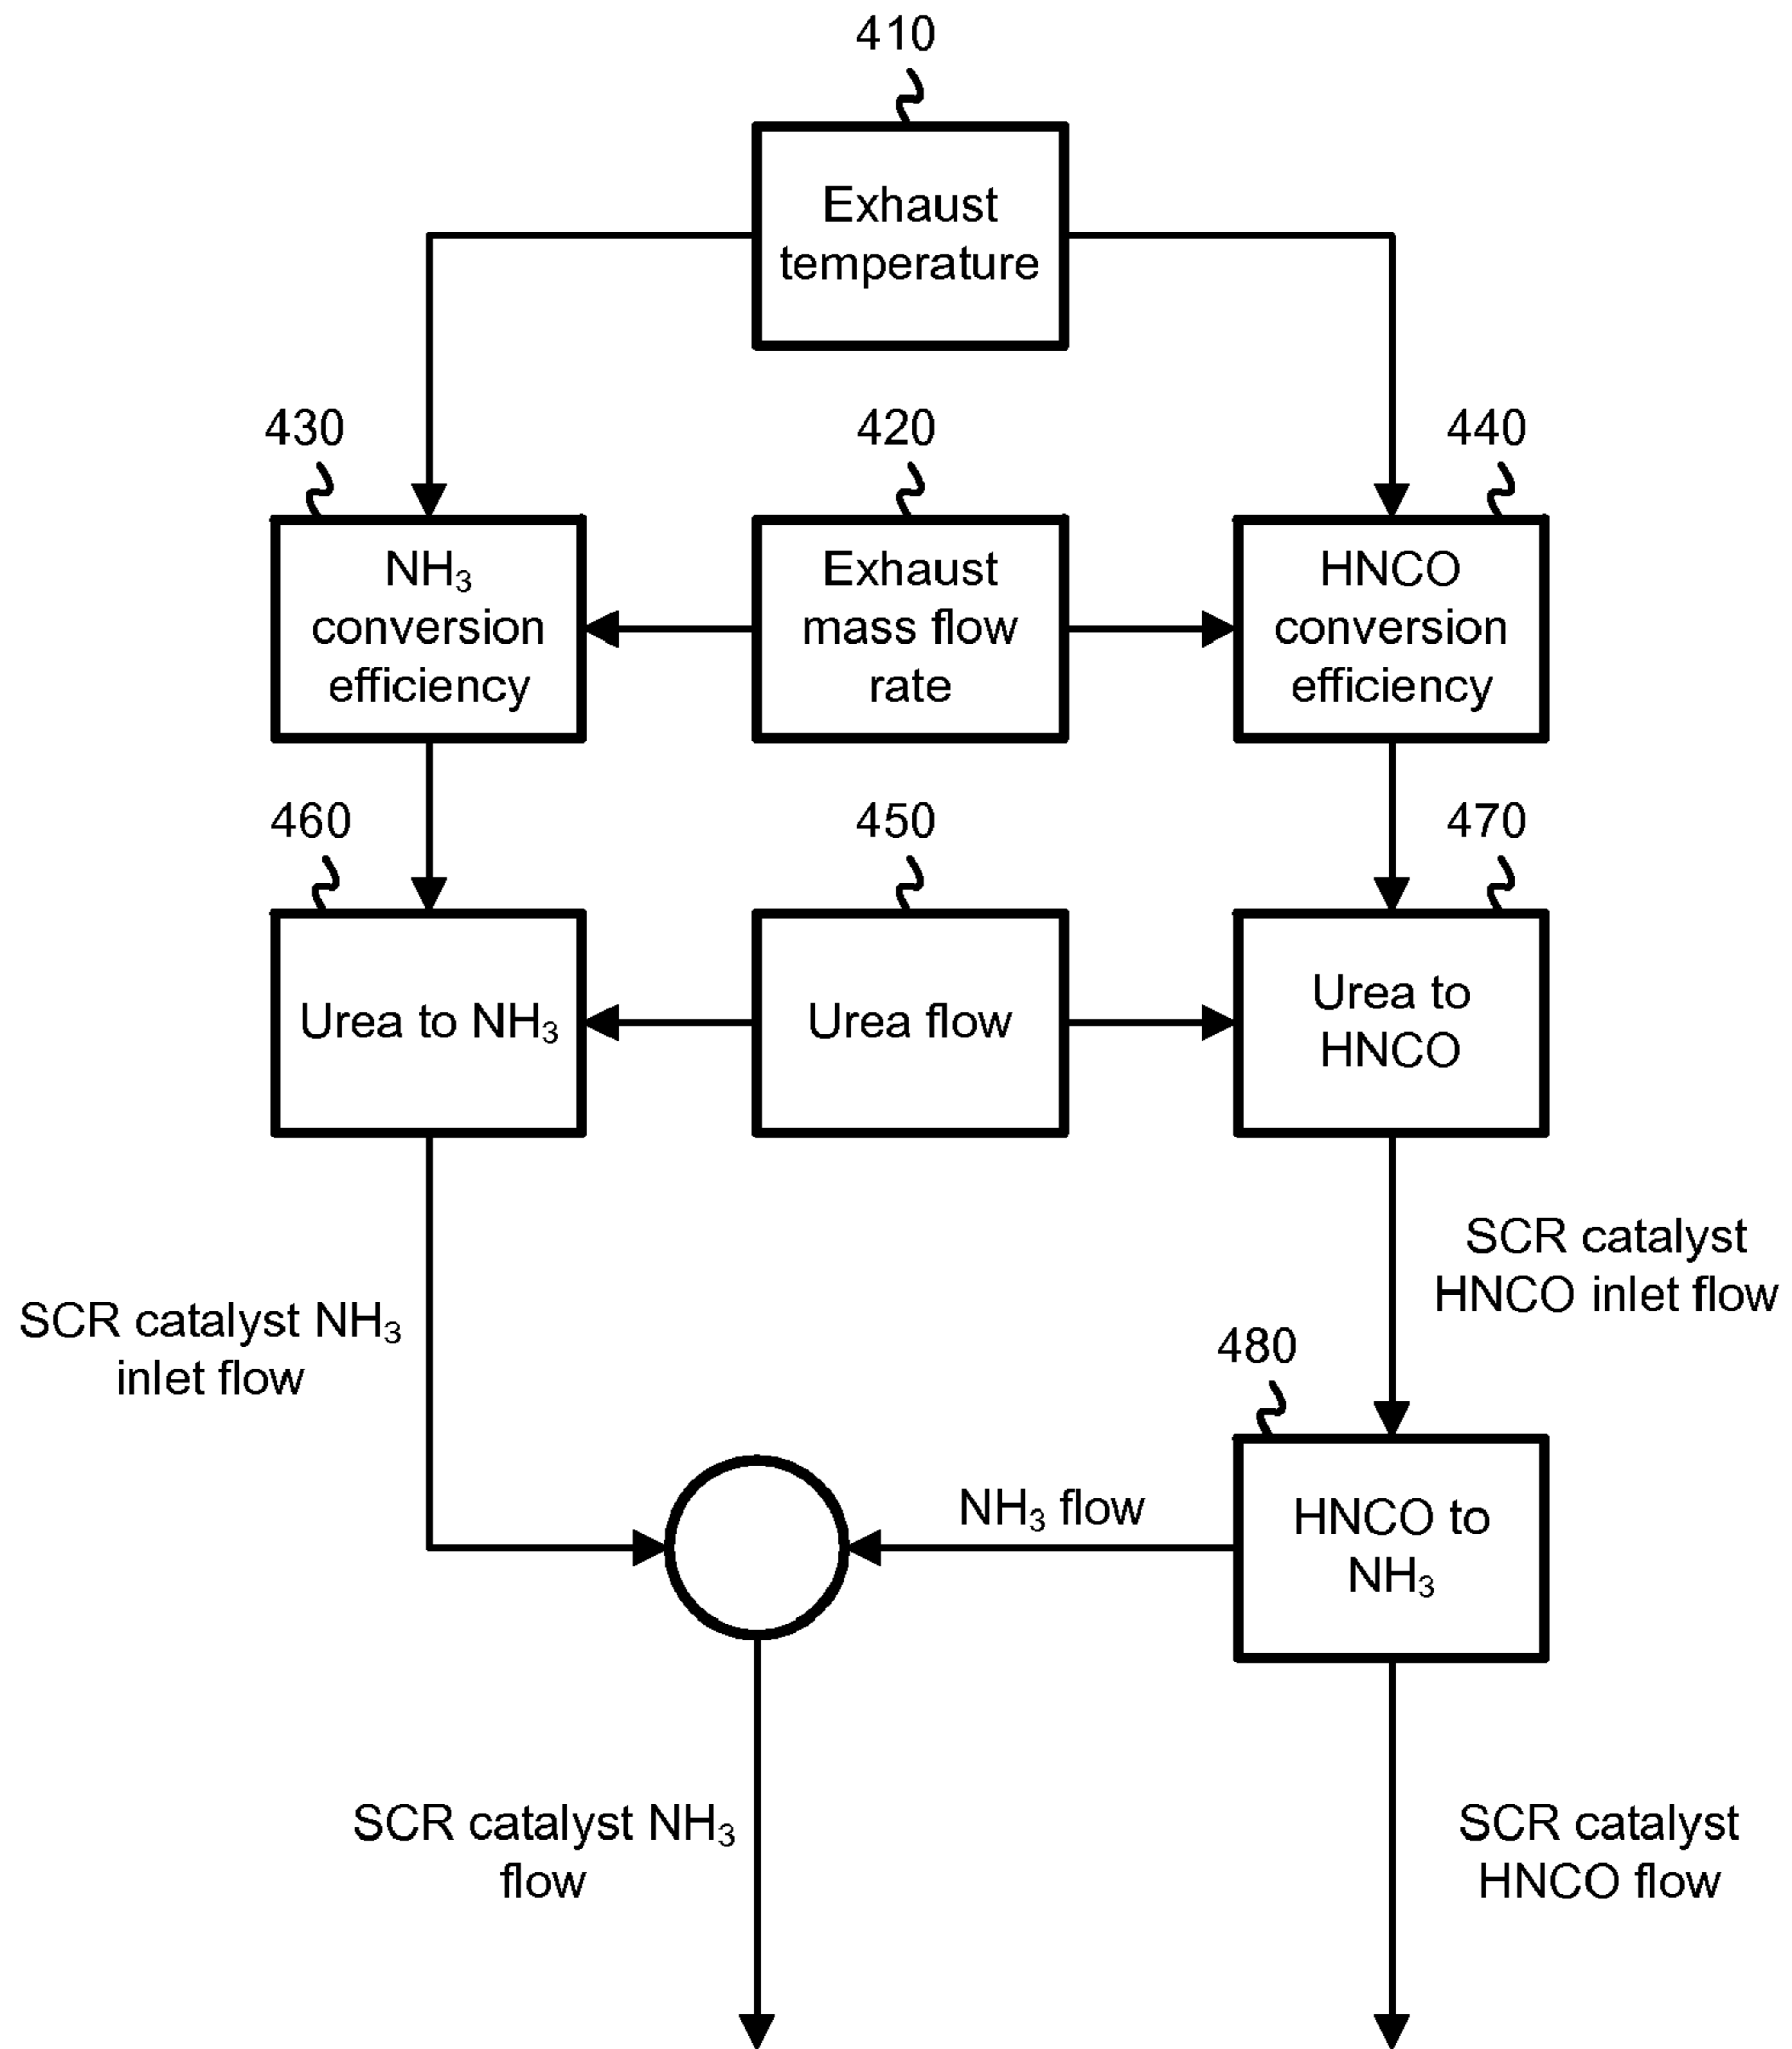 410
Exhaust
temperature
430
420
440
NH₃
conversion
efficiency
Exhaust
mass flow
rate
HNCO
conversion
efficiency
460
450
470
Urea to NH₃
Urea flow
Urea to
HNCO
SCR catalyst
HNCO inlet flow
SCR catalyst NH₃
inlet flow
480
NH₃ flow
HNCO to
NH₃
SCR catalyst NH₃
flow
SCR catalyst
HNCO flow